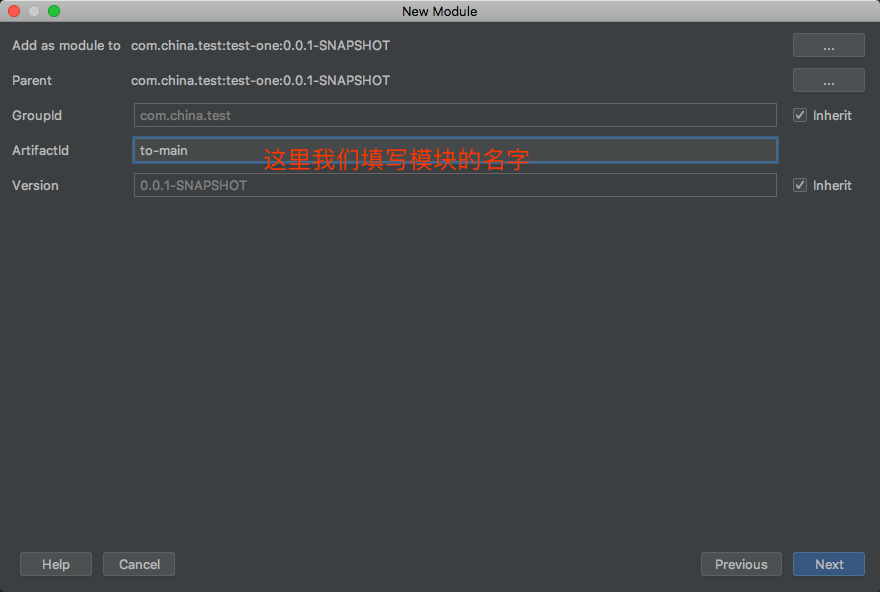 New Module
Add as module to com.china.test:test-one:0.0.1-SNAPSHOT ...
Parent com.china.test:test-one:0.0.1-SNAPSHOT ...
GroupId com.china.test Inherit
ArtifactId to-main 这里我们填写模块的名字
Version 0.0.1-SNAPSHOT Inherit
Help Cancel Previous Next